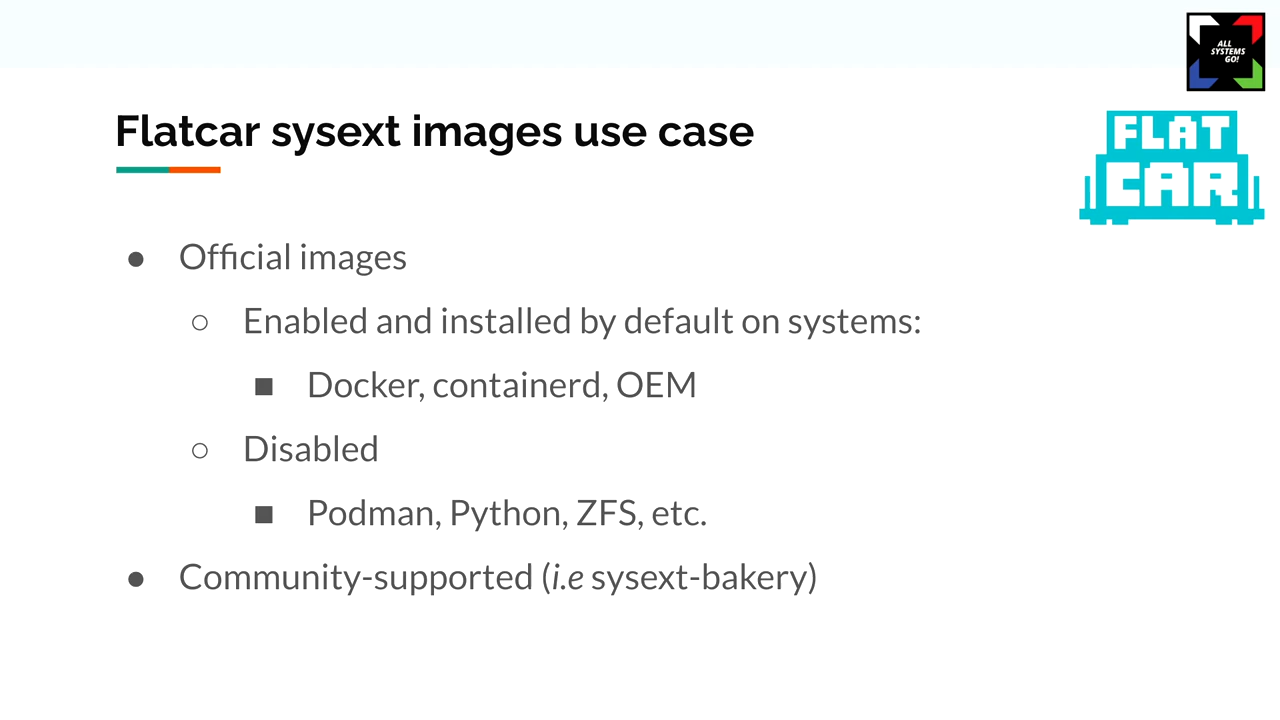 ALL
SYSTEMS
GO!
Flatcar sysext images use case
FLAT
CAR
● Official images
○ Enabled and installed by default on systems:
■ Docker, containerd, OEM
○ Disabled
■ Podman, Python, ZFS, etc.
● Community-supported (i.e sysext-bakery)